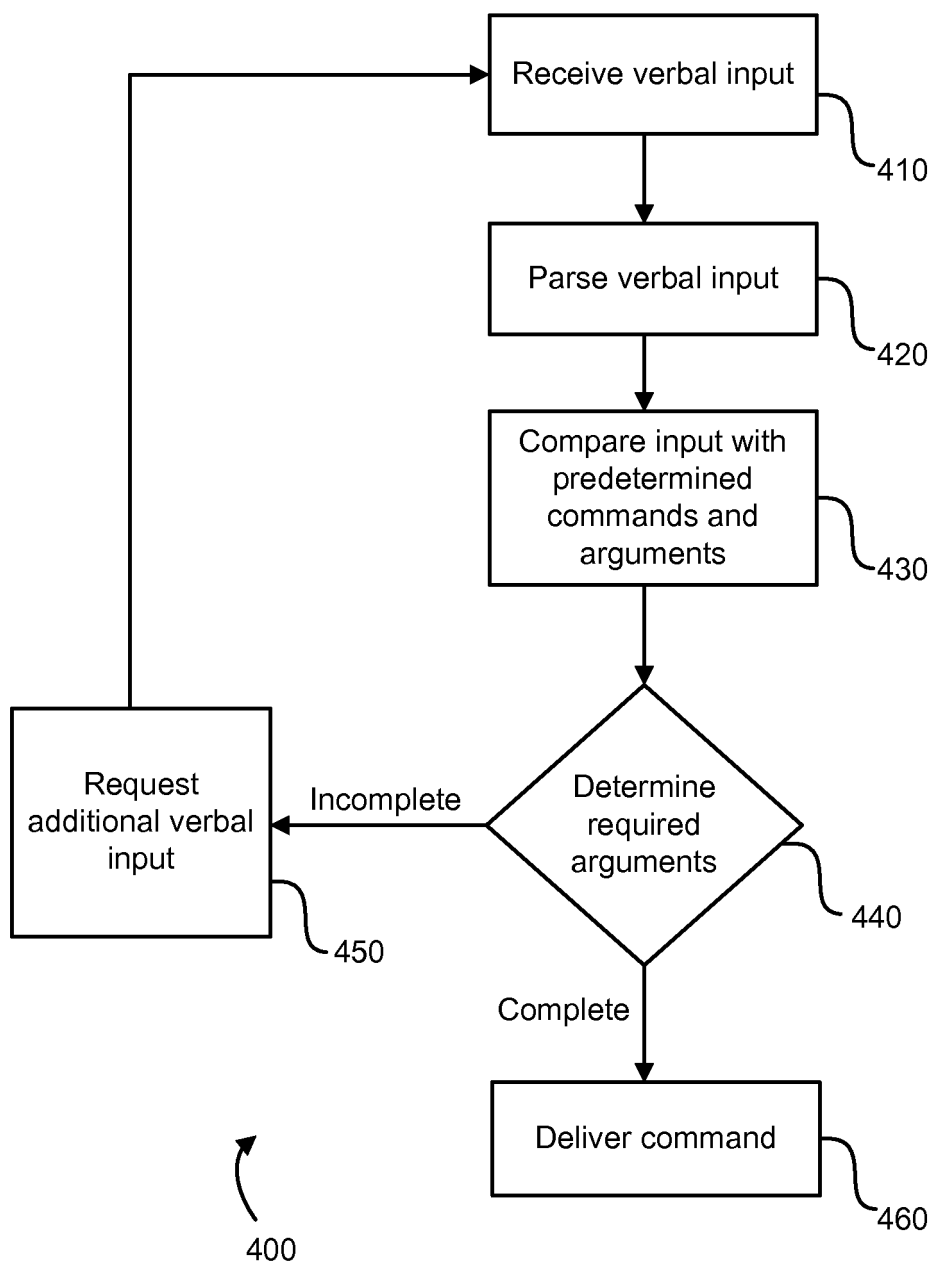 Receive verbal input
410
Parse verbal input
420
Compare input with
predetermined
commands and
arguments
430
Determine
required
arguments
440
Incomplete
Request
additional verbal
input
450
Complete
Deliver command
460
400